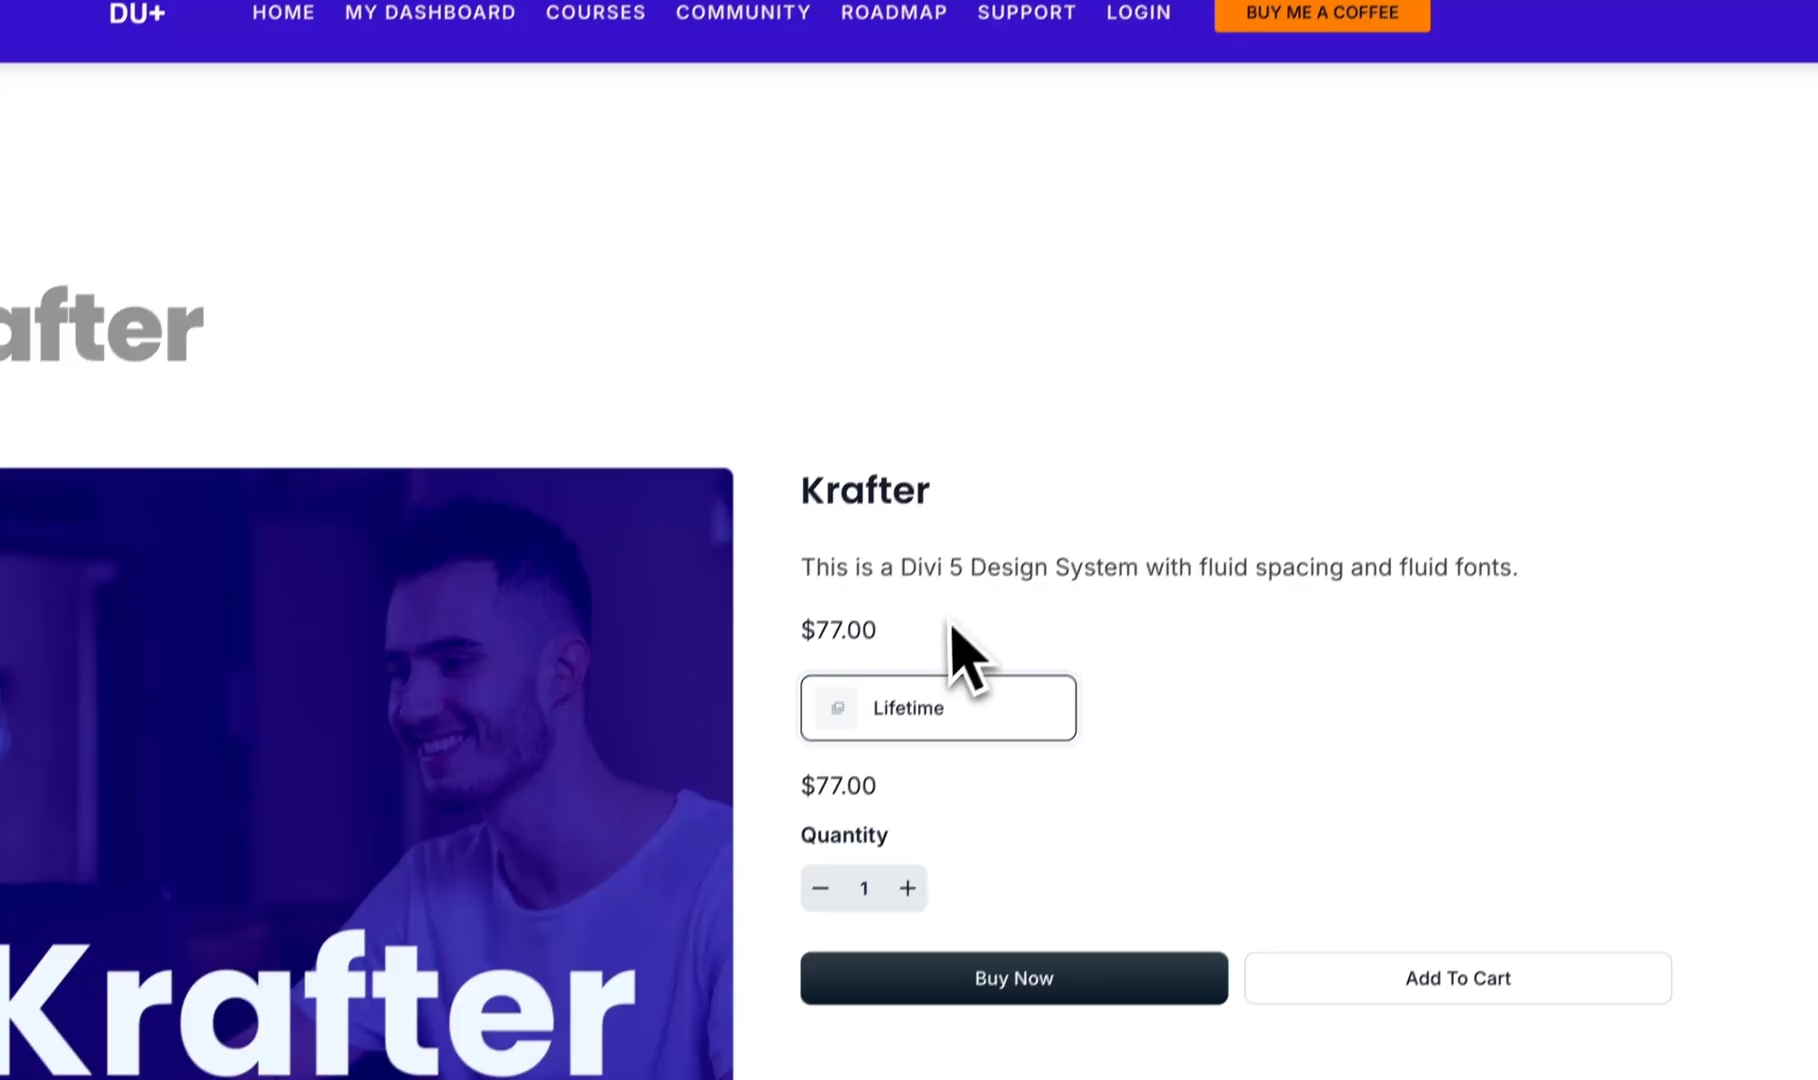 DU+ HOME MY DASHBOARD COURSES COMMUNITY ROADMAP SUPPORT LOGIN BUY ME A COFFEE
after
Krafter
This is a Divi 5 Design System with fluid spacing and fluid fonts.
$77.00
Lifetime
$77.00
Quantity
− 1 +
Buy Now Add To Cart
Krafter